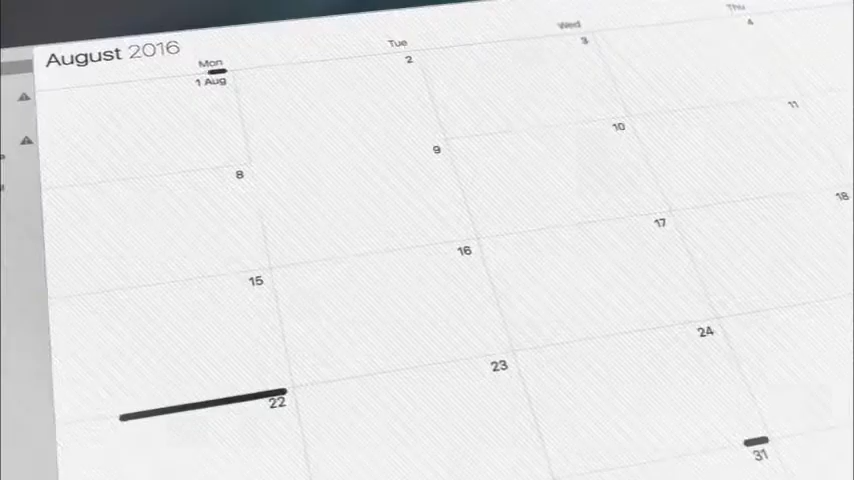 August 2016
Mon Tue Wed Thu
1 Aug 2 3 4
8 9 10 11
15 16 17 18
22 23 24
31